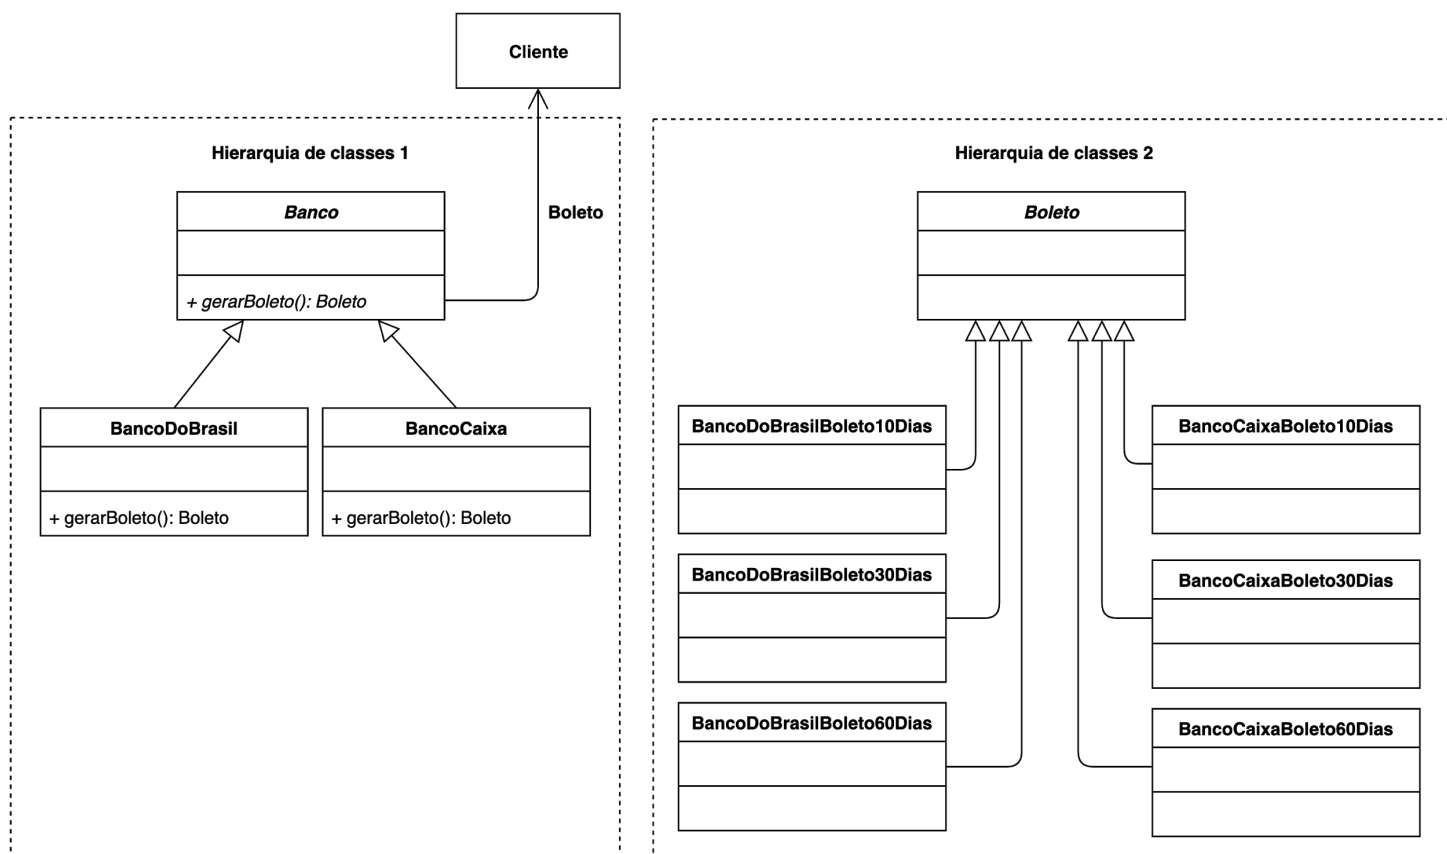 Cliente
Hierarquia de classes 1
Banco
+ gerarBoleto(): Boleto
Boleto
BancoDoBrasil
+ gerarBoleto(): Boleto
BancoCaixa
+ gerarBoleto(): Boleto
Hierarquia de classes 2
Boleto
BancoDoBrasilBoleto10Dias
BancoCaixaBoleto10Dias
BancoDoBrasilBoleto30Dias
BancoCaixaBoleto30Dias
BancoDoBrasilBoleto60Dias
BancoCaixaBoleto60Dias